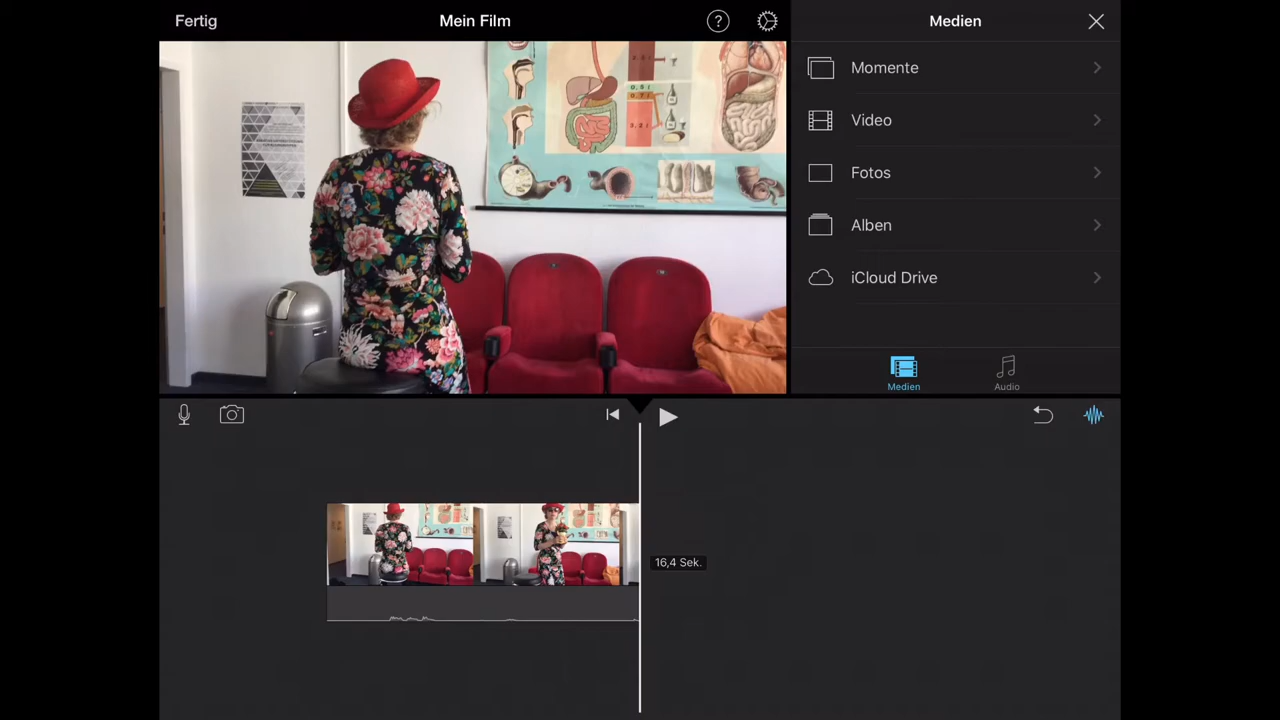 Fertig
Mein Film
?
Medien
Momente
Video
Fotos
Alben
iCloud Drive
Medien
Audio
16,4 Sek.